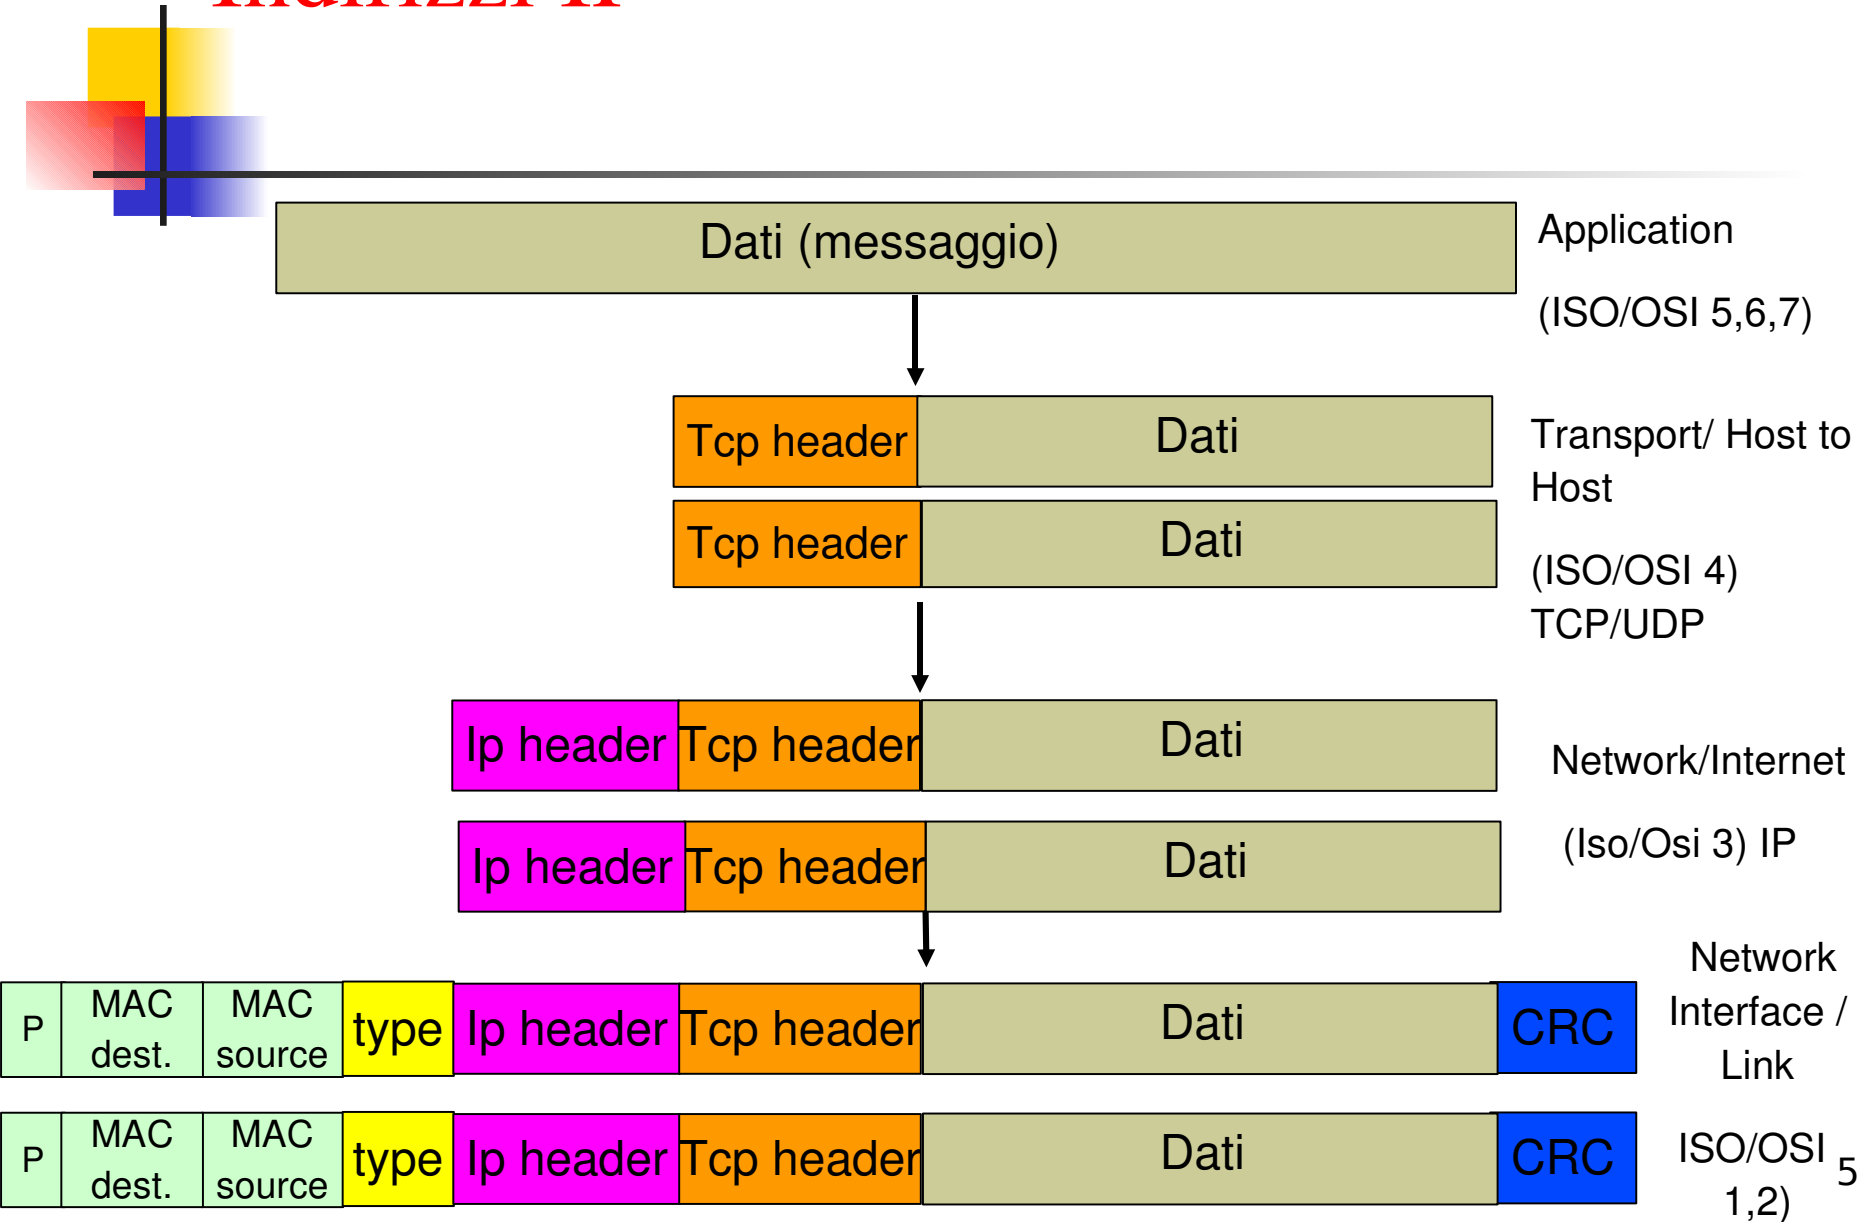 Indirizzi IP
Dati (messaggio)
Application
(ISO/OSI 5,6,7)
Tcp header Dati
Tcp header Dati
Transport/ Host to
Host
(ISO/OSI 4)
TCP/UDP
Ip header Tcp header Dati
Ip header Tcp header Dati
Network/Internet
(Iso/Osi 3) IP
P MAC dest. MAC source type Ip header Tcp header Dati CRC
Network
Interface /
Link
P MAC dest. MAC source type Ip header Tcp header Dati CRC
ISO/OSI
1,2)
5